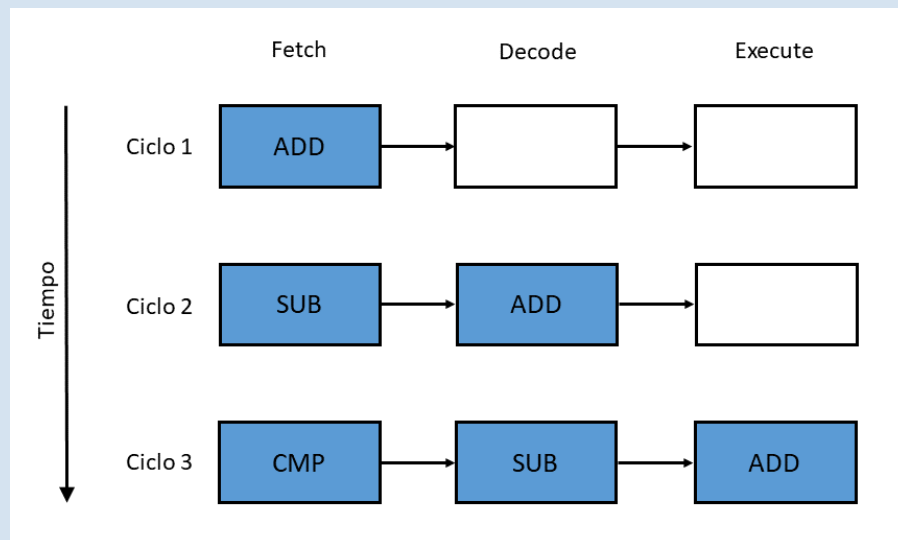 Fetch Decode Execute
Ciclo 1 ADD
Tiempo
Ciclo 2 SUB ADD
Ciclo 3 CMP SUB ADD